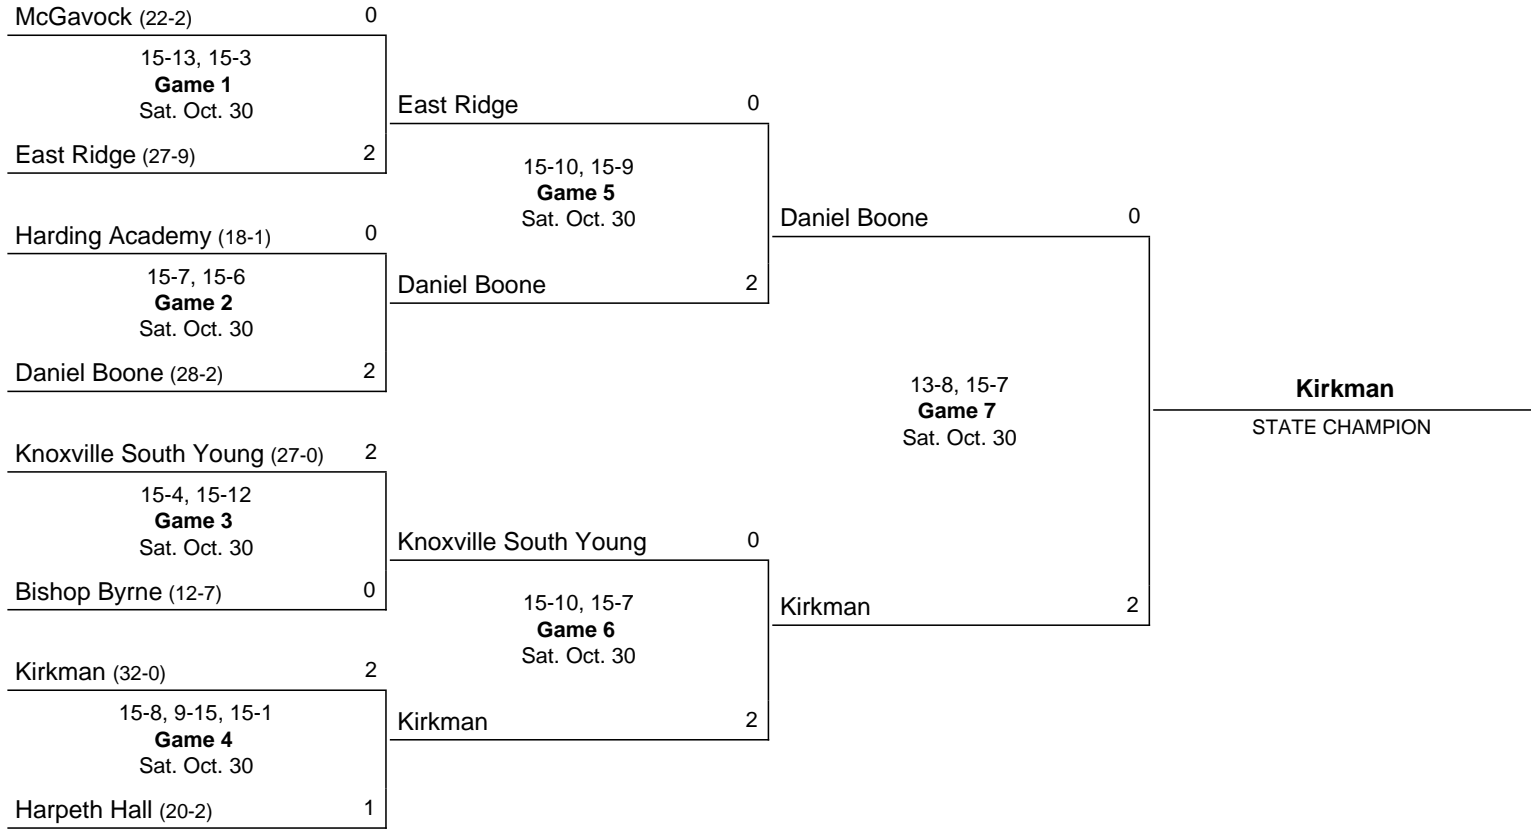 McGavock (22-2) 0
15-13, 15-3
Game 1
Sat. Oct. 30
East Ridge (27-9) 2
Harding Academy (18-1) 0
15-7, 15-6
Game 2
Sat. Oct. 30
Daniel Boone (28-2) 2
Knoxville South Young (27-0) 2
15-4, 15-12
Game 3
Sat. Oct. 30
Bishop Byrne (12-7) 0
Kirkman (32-0) 2
15-8, 9-15, 15-1
Game 4
Sat. Oct. 30
Harpeth Hall (20-2) 1
East Ridge 0
15-10, 15-9
Game 5
Sat. Oct. 30
Daniel Boone 2
Knoxville South Young 0
15-10, 15-7
Game 6
Sat. Oct. 30
Kirkman 2
Daniel Boone 0
13-8, 15-7
Game 7
Sat. Oct. 30
Kirkman 2
Kirkman
STATE CHAMPION